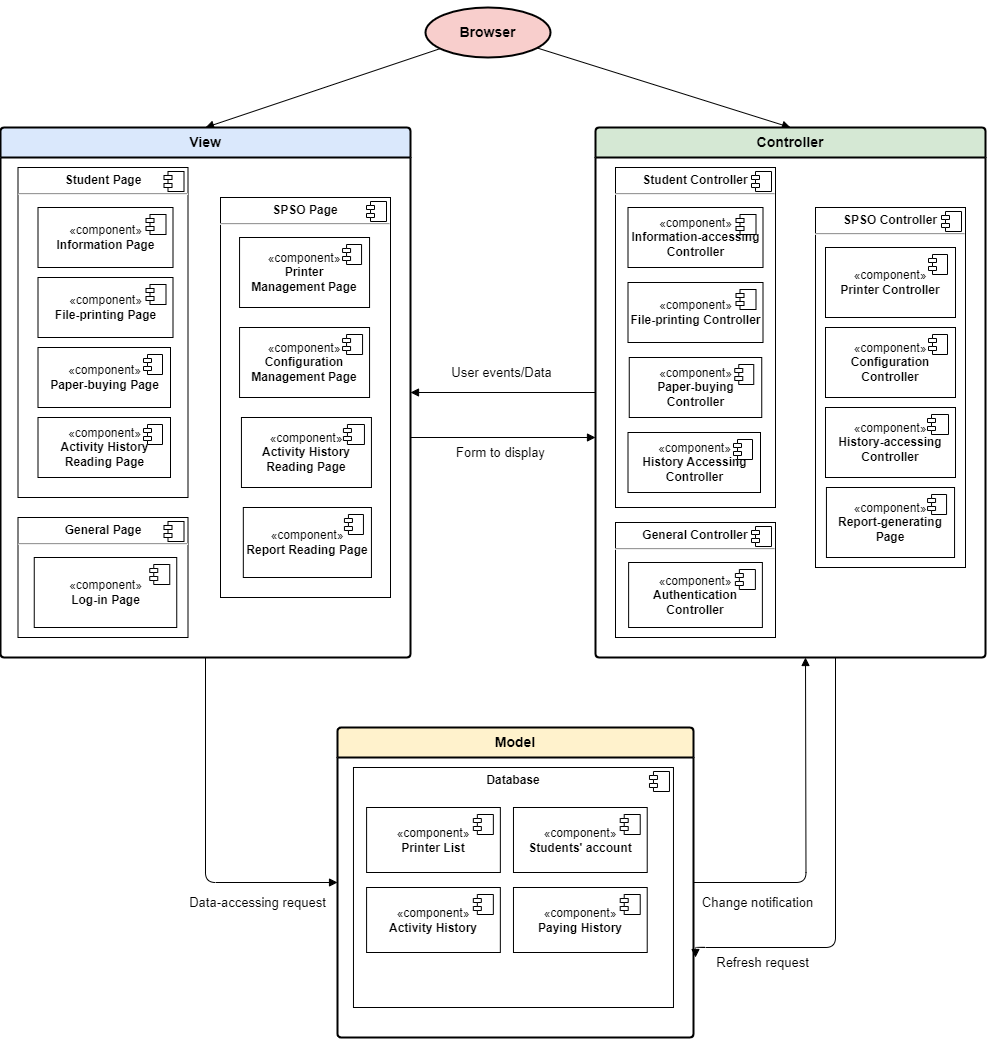 Browser
View
Student Page
«component»
Information Page
«component»
File-printing Page
«component»
Paper-buying Page
«component»
Activity History
Reading Page
General Page
«component»
Log-in Page
SPSO Page
«component»
Printer
Management Page
«component»
Configuration
Management Page
«component»
Activity History
Reading Page
«component»
Report Reading Page
User events/Data
Form to display
Controller
Student Controller
«component»
Information-accessing
Controller
«component»
File-printing Controller
«component»
Paper-buying
Controller
«component»
History Accessing
Controller
General Controller
«component»
Authentication
Controller
SPSO Controller
«component»
Printer Controller
«component»
Configuration
Controller
«component»
History-accessing
Controller
«component»
Report-generating
Page
Model
Database
«component»
Printer List
«component»
Students' account
«component»
Activity History
«component»
Paying History
Data-accessing request
Change notification
Refresh request